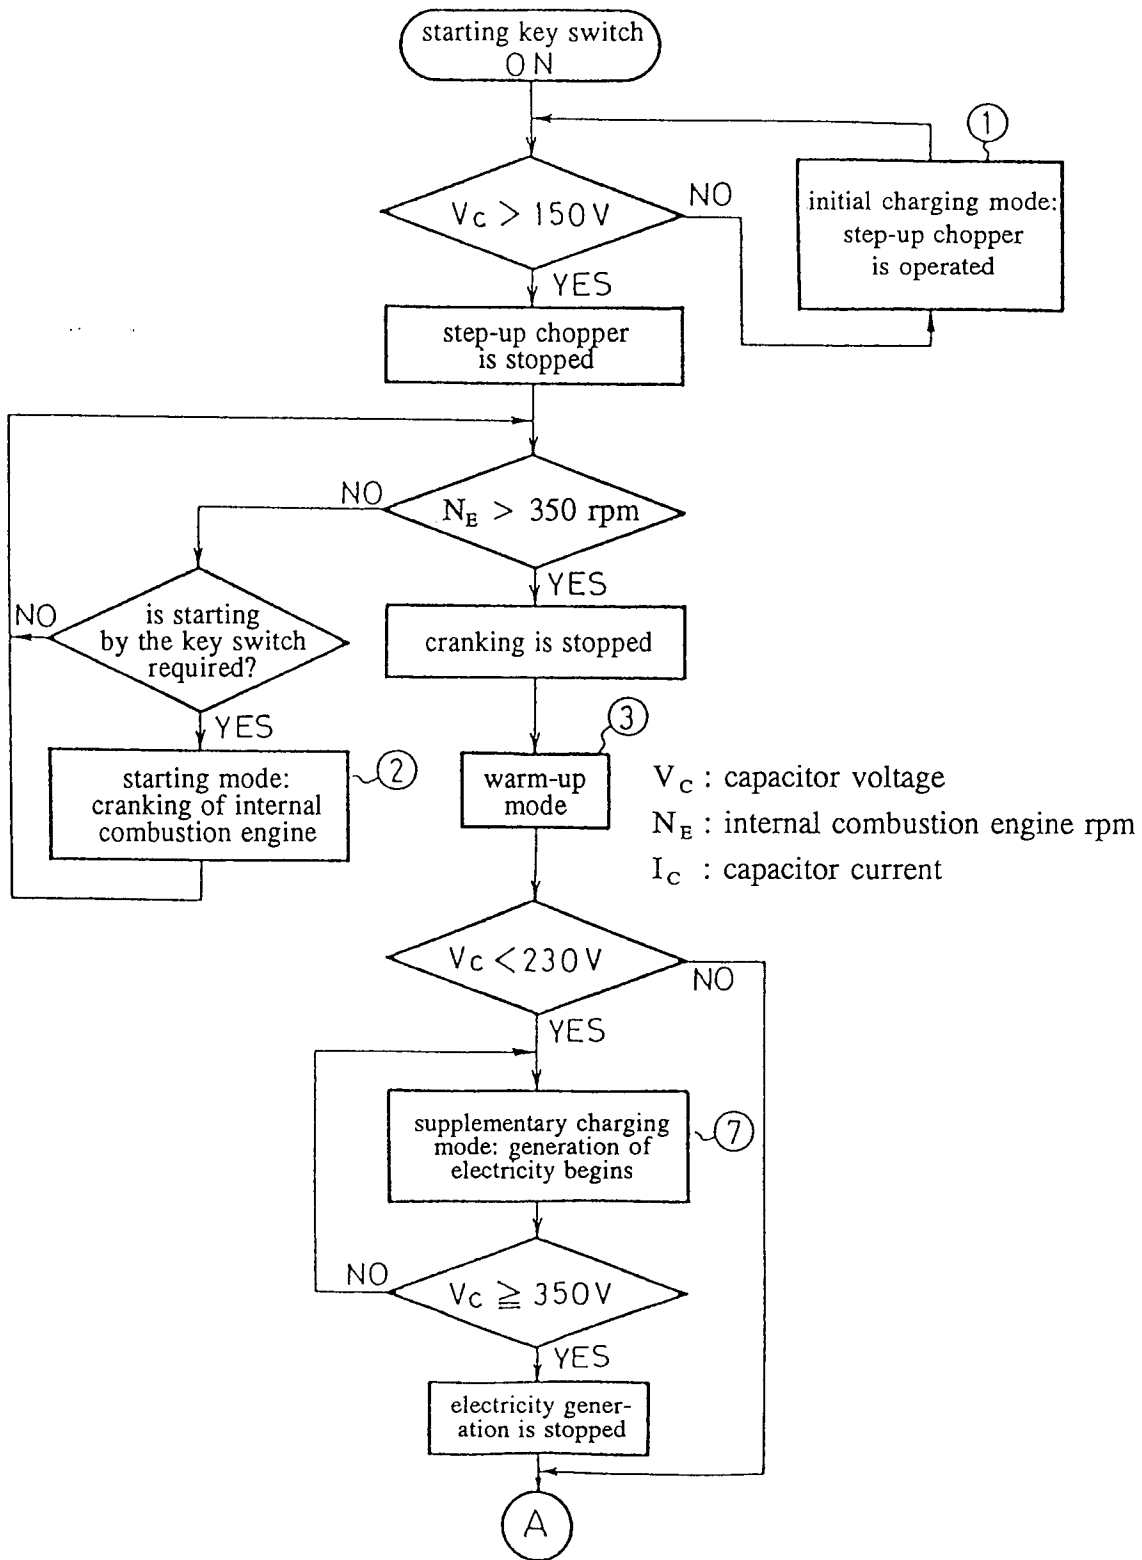 starting key switch
ON
1
VC > 150V
NO
initial charging mode:
step-up chopper
is operated
YES
step-up chopper
is stopped
NO
NE > 350 rpm
YES
NO
is starting
by the key switch
required?
cranking is stopped
YES
3
starting mode:
cranking of internal
combustion engine
2
warm-up
mode
VC : capacitor voltage
NE : internal combustion engine rpm
IC : capacitor current
VC < 230V
NO
YES
supplementary charging
mode: generation of
electricity begins
7
NO
VC ≧ 350V
YES
electricity gener-
ation is stopped
A